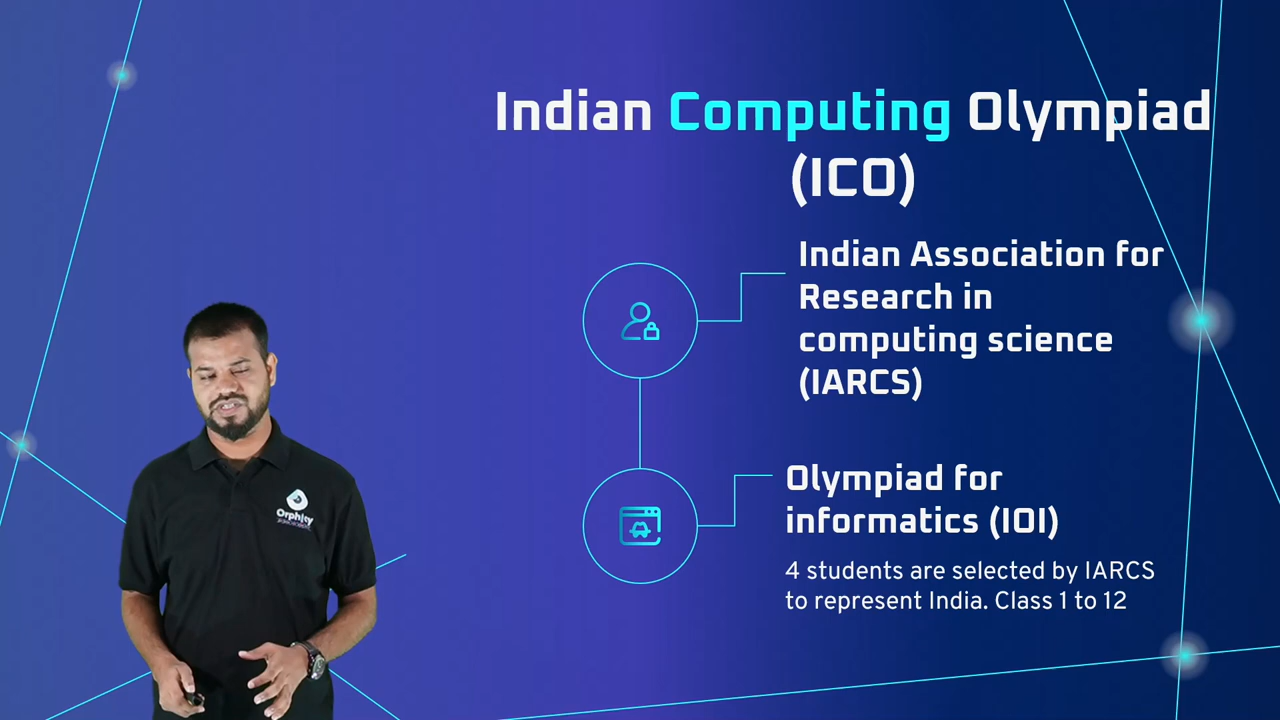 Indian Computing Olympiad
(ICO)
Indian Association for
Research in
computing science
(IARCS)
Olympiad for
informatics (IOI)
4 students are selected by IARCS
to represent India. Class 1 to 12
Orphicy